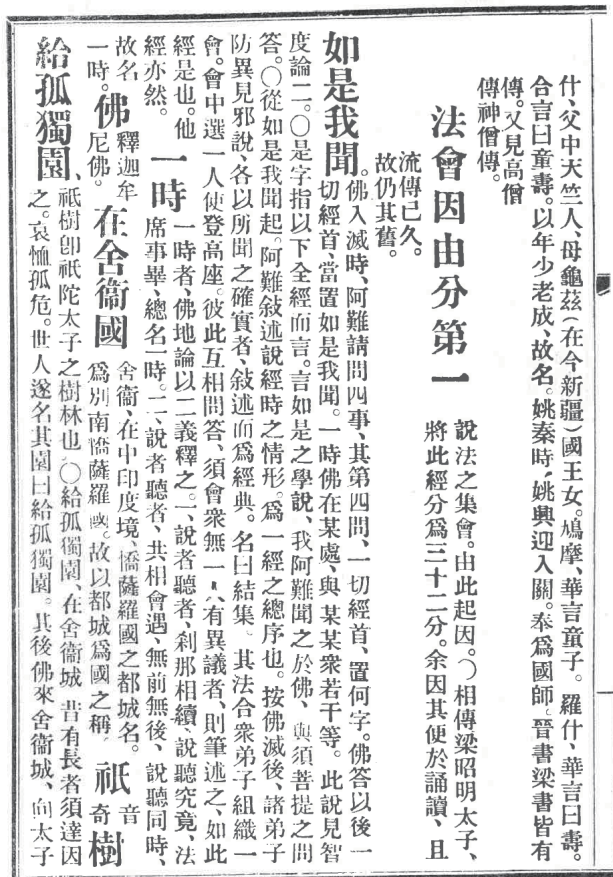 什、父中天竺人、母龜茲(在今新疆)國王女。鳩摩、華言童子。羅什、華言曰壽。
合言曰童壽。以年少老成、故名。姚秦時、姚興迎入關。奉爲國師。晉書梁書皆有
傳。又見高僧
傳神僧傳。
法會因由分第一
說法之集會。由此起因。〇相傳梁昭明太子、
將此經分爲三十二分。余因其便於誦讀、且
流傳已久。
故仍其舊。
如是我聞。
佛入滅時、阿難請問四事、其第四問、一切經首、置何字。佛答以後一
切經首、當置如是我聞。一時佛在某處、與某某衆若干等。此說見智
度論二。〇是字指以下全經而言。言如是之學說、我阿難聞之於佛、與須菩提之問
答。〇從如是我聞起。阿難敍述說經時之情形。爲一經之總序也。按佛滅後、諸弟子
防異見邪說、各以所聞之確實者、敍述而爲經典。名曰結集。其法合衆弟子組織一
會。會中選一人使登高座。彼此互相問答、須會衆無一人有異議者、則筆述之、如此
經是也。他
經亦然。
一時
一時者、佛地論以二義釋之。一、說者聽者、刹那相續、說聽究竟、法
席事畢、總名一時。二、說者聽者、共相會遇、無前無後、說聽同時、
故名
一時。
佛
釋迦牟
尼佛。
在舍衞國
舍衞、在中印度境、憍薩羅國之都城名。
爲別南憍薩羅國。故以都城爲國之稱。
祇
音
奇
樹
給孤獨園、
祇樹卽祇陀太子之樹林也〇給孤獨園、在舍衞城 昔有長者須達因
之。哀恤孤危。世人遂名其園曰給孤獨園。其後佛來舍衞城、向太子